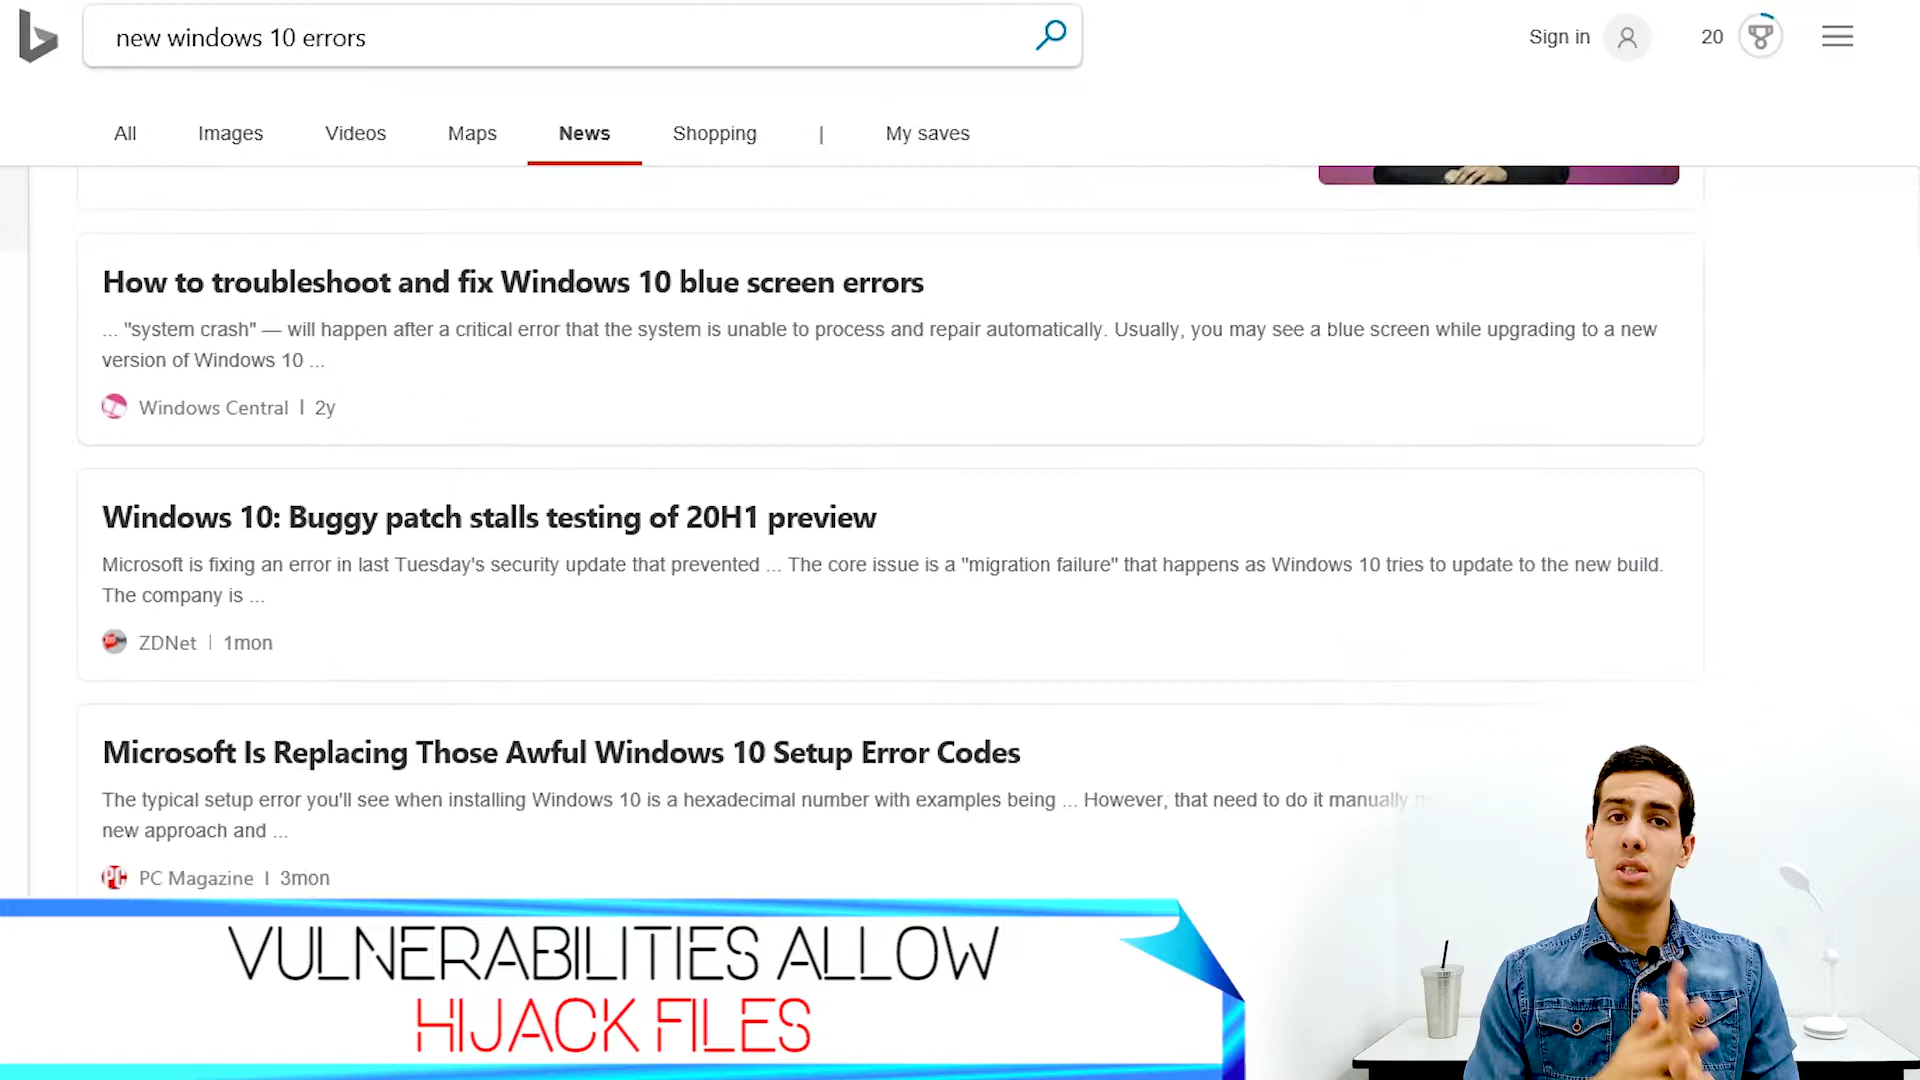 new windows 10 errors
Sign in
20
All
Images
Videos
Maps
News
Shopping
|
My saves
How to troubleshoot and fix Windows 10 blue screen errors
... "system crash" — will happen after a critical error that the system is unable to process and repair automatically. Usually, you may see a blue screen while upgrading to a new
version of Windows 10 ...
Windows Central | 2y
Windows 10: Buggy patch stalls testing of 20H1 preview
Microsoft is fixing an error in last Tuesday's security update that prevented ... The core issue is a "migration failure" that happens as Windows 10 tries to update to the new build.
The company is ...
ZDNet | 1mon
Microsoft Is Replacing Those Awful Windows 10 Setup Error Codes
The typical setup error you'll see when installing Windows 10 is a hexadecimal number with examples being ... However, that need to do it manually
new approach and ...
PC PC Magazine | 3mon
VULNERABILITIES ALLOW
HIJACK FILES